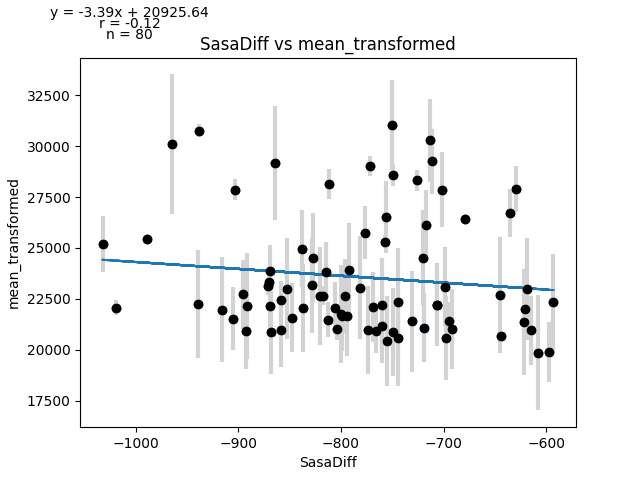 y = -3.39x + 20925.64
r = -0.12
n = 80
SasaDiff vs mean_transformed
32500
30000
27500
25000
22500
20000
17500
mean_transformed
−1000
−900
−800
−700
−600
SasaDiff